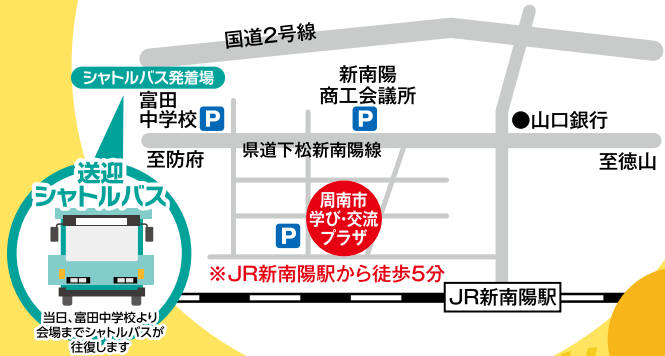 国道2号線
シャトルバス発着場
富田
中学校
P
新南陽
商工会議所
P
●山口銀行
至防府
県道下松新南陽線
至徳山
送迎
シャトルバス
周南市
学び・交流
プラザ
P
※JR新南陽駅から徒歩5分
JR新南陽駅
当日、富田中学校より
会場までシャトルバスが
往復します